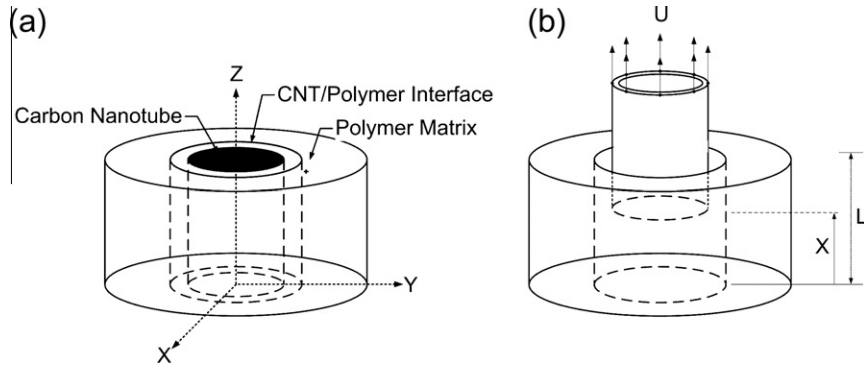 (a)
Z
CNT/Polymer Interface
Carbon Nanotube
Polymer Matrix
Y
X
(b)
U
L
X